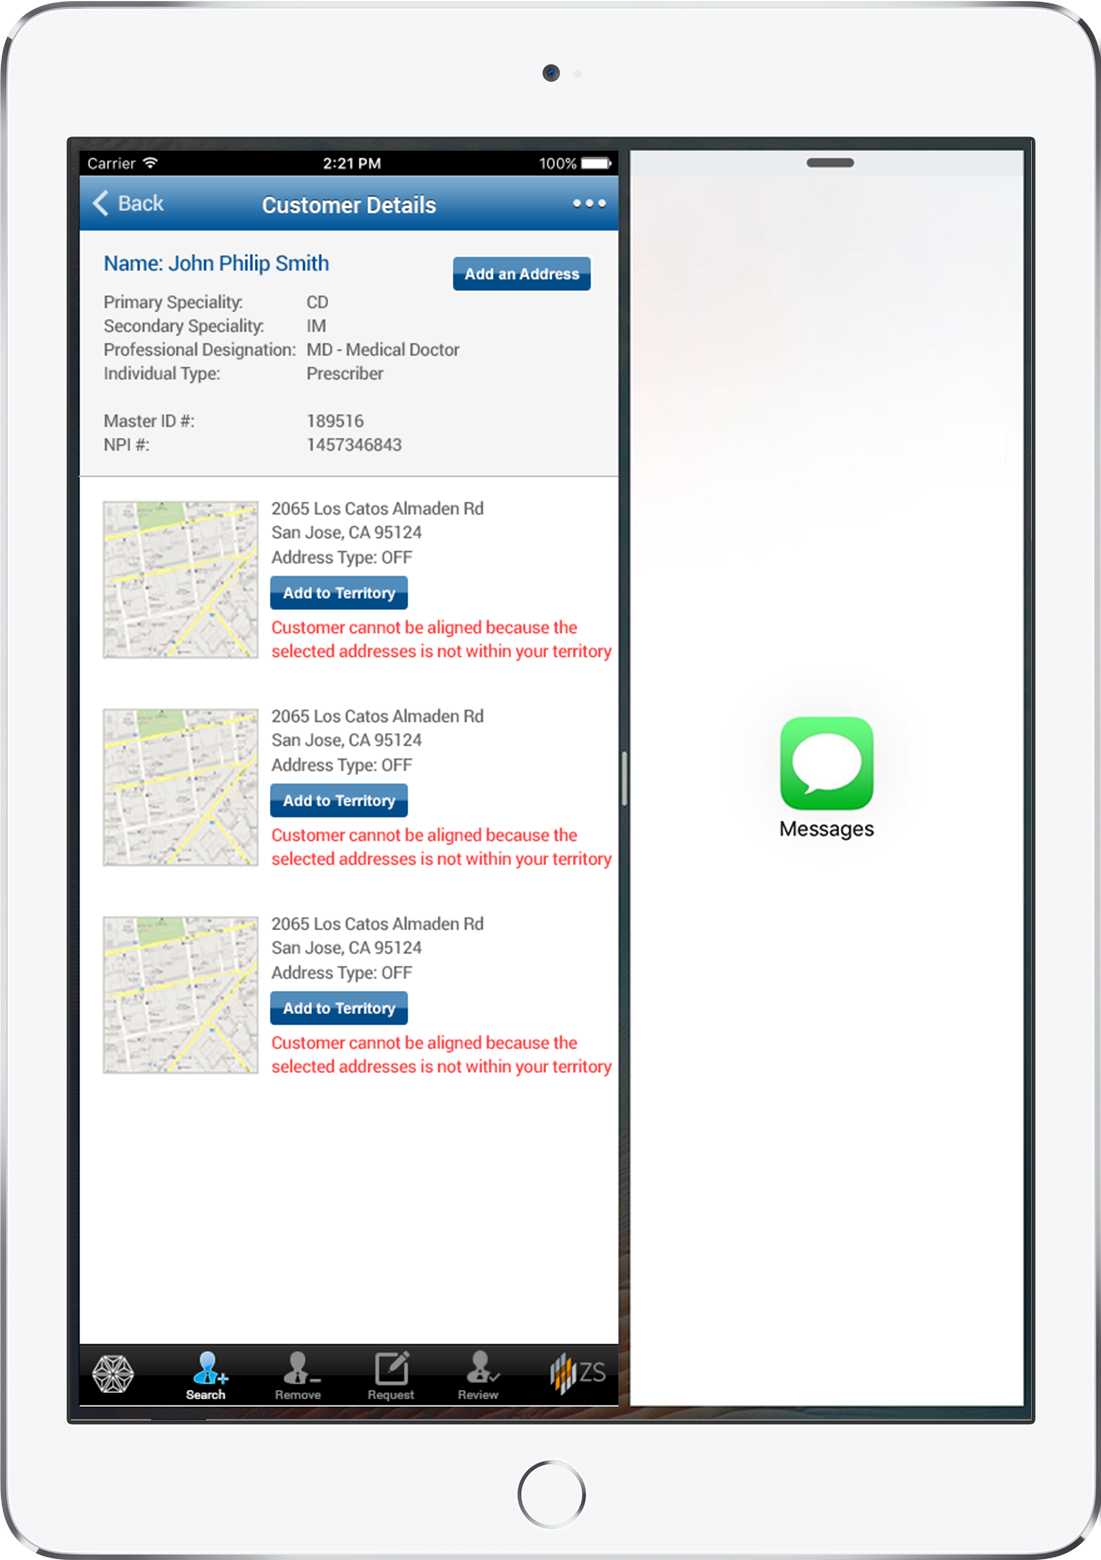 Carrier 2:21 PM 100%
Back Customer Details
Name: John Philip Smith
Add an Address
Primary Speciality: CD
Secondary Speciality: IM
Professional Designation: MD - Medical Doctor
Individual Type: Prescriber
Master ID #: 189516
NPI #: 1457346843
2065 Los Catos Almaden Rd
San Jose, CA 95124
Address Type: OFF
Add to Territory
Customer cannot be aligned because the
selected addresses is not within your territory
2065 Los Catos Almaden Rd
San Jose, CA 95124
Address Type: OFF
Add to Territory
Customer cannot be aligned because the
selected addresses is not within your territory
2065 Los Catos Almaden Rd
San Jose, CA 95124
Address Type: OFF
Add to Territory
Customer cannot be aligned because the
selected addresses is not within your territory
Search Remove Request Review ZS
Messages